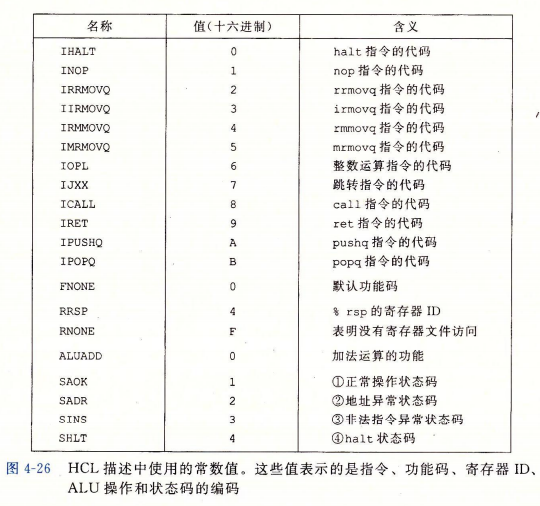 名称 值(十六进制) 含义
IHALT 0 halt 指令的代码
INOP 1 nop 指令的代码
IRRMOVQ 2 rrmovq 指令的代码
IIRMOVQ 3 irmovq 指令的代码
IRMMOVQ 4 rmmovq 指令的代码
IMRMOVQ 5 mrmovq 指令的代码
IOPL 6 整数运算指令的代码
IJXX 7 跳转指令的代码
ICALL 8 call 指令的代码
IRET 9 ret 指令的代码
IPUSHQ A pushq 指令的代码
IPOPQ B popq 指令的代码
FNONE 0 默认功能码
RRSP 4 % rsp 的寄存器 ID
RNONE F 表明没有寄存器文件访问
ALUADD 0 加法运算的功能
SAOK 1 ①正常操作状态码
SADR 2 ②地址异常状态码
SINS 3 ③非法指令异常状态码
SHLT 4 ④halt 状态码
图 4-26 HCL 描述中使用的常数值。这些值表示的是指令、功能码、寄存器 ID、
ALU 操作和状态码的编码